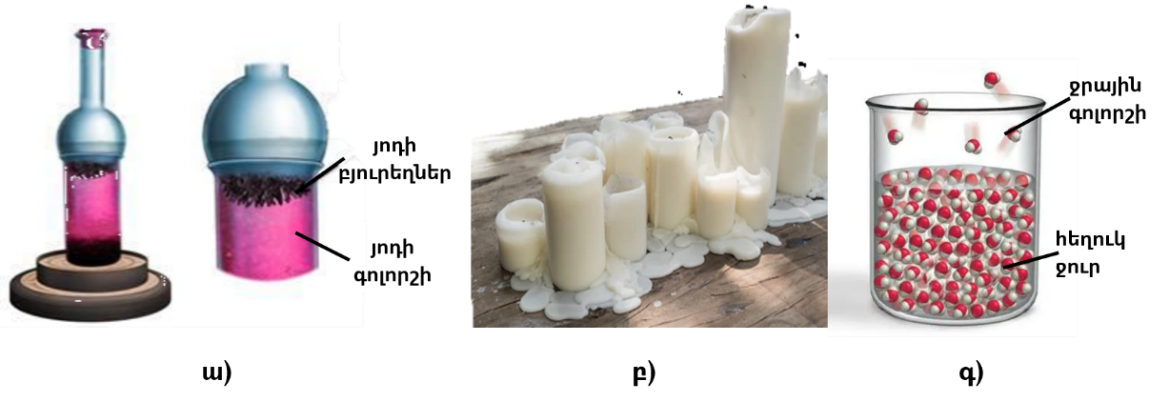 յոդի
բյուրեղներ
յոդի
գոլորշի
ջրային
գոլորշի
հեղուկ
ջուր
ա)
բ)
գ)